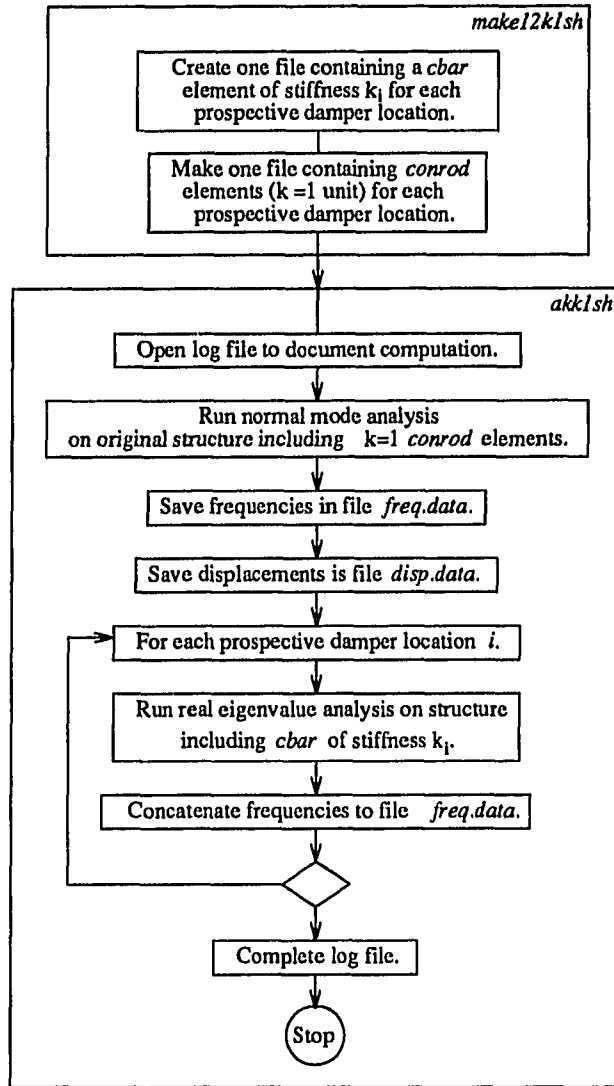 make12k1sh
Create one file containing a cbar
element of stiffness ki for each
prospective damper location.
Make one file containing conrod
elements (k =1 unit) for each
prospective damper location.
akk1sh
Open log file to document computation.
Run normal mode analysis
on original structure including k=1 conrod elements.
Save frequencies in file freq.data.
Save displacements is file disp.data.
For each prospective damper location i.
Run real eigenvalue analysis on structure
including cbar of stiffness ki.
Concatenate frequencies to file freq.data.
Complete log file.
Stop